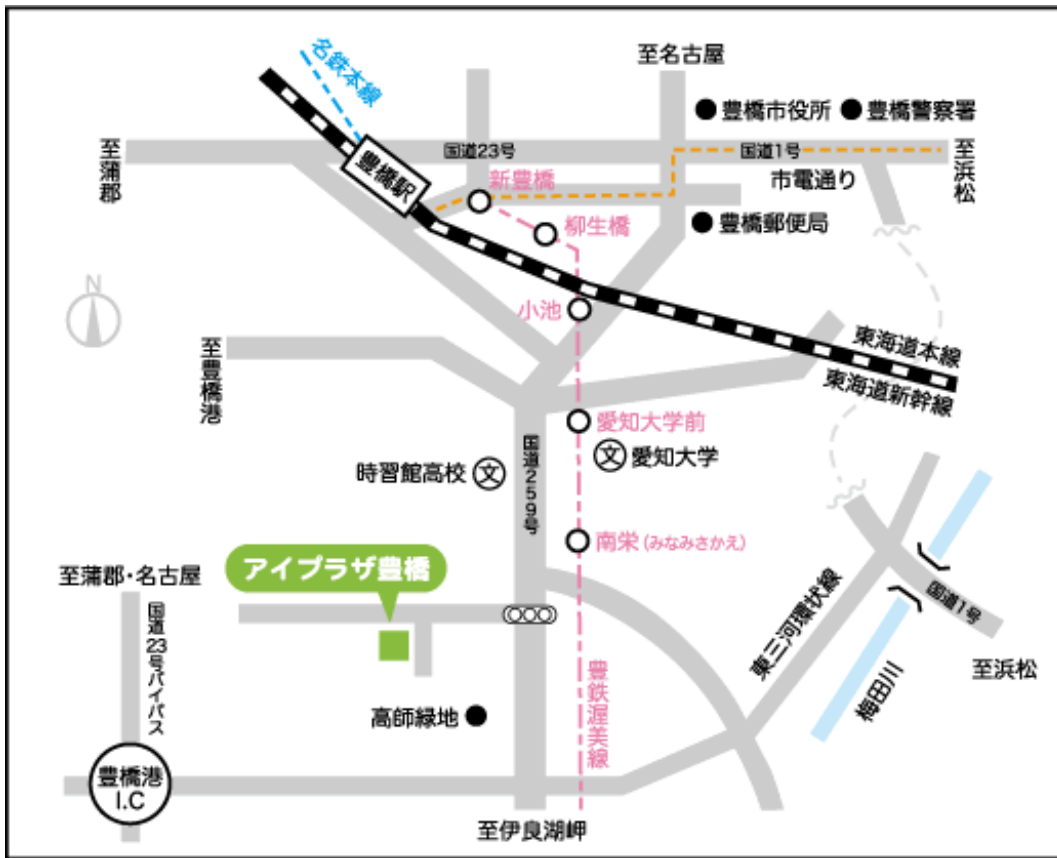 名鉄本線
至名古屋
豊橋市役所
豊橋警察署
至蒲郡
豊橋駅
国道23号
国道1号
至浜松
新豊橋
市電通り
柳生橋
豊橋郵便局
N
小池
至豊橋港
東海道本線
東海道新幹線
愛知大学前
文 愛知大学
時習館高校 文
国道259号
南栄(みなみさかえ)
アイプラザ豊橋
至蒲郡・名古屋
国道23号バイパス
東三河環状線
国道1号
至浜松
梅田川
豊鉄渥美線
高師緑地
豊橋港
I.C
至伊良湖岬